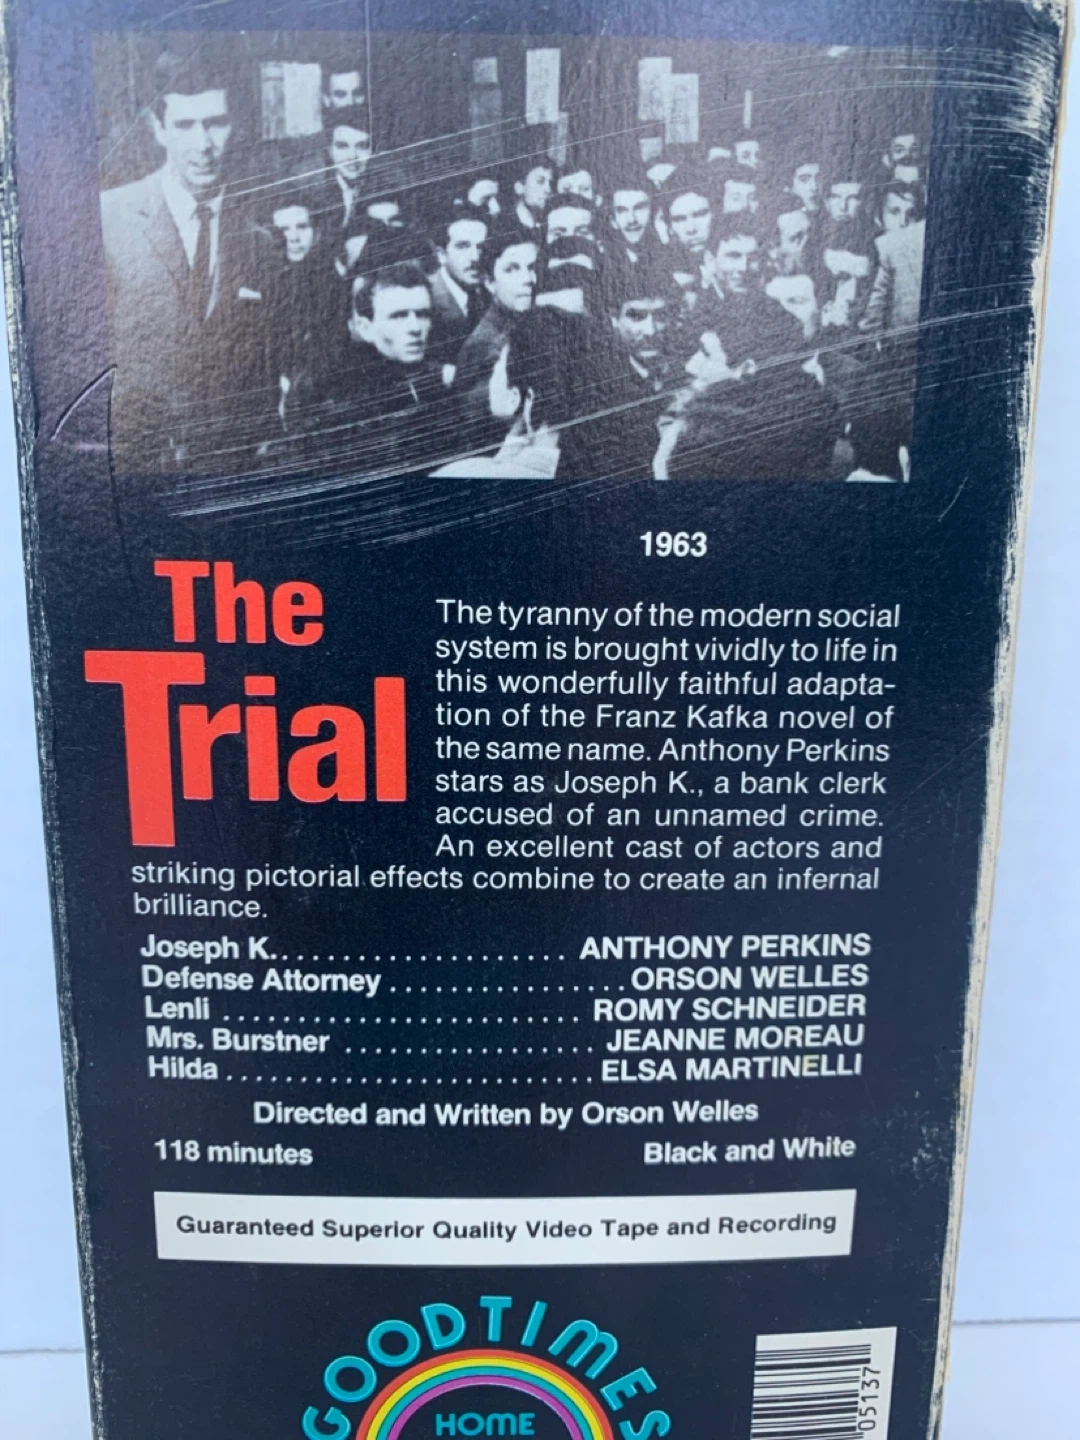 1963
The
Trial
The tyranny of the modern social
system is brought vividly to life in
this wonderfully faithful adapta-
tion of the Franz Kafka novel of
the same name. Anthony Perkins
stars as Joseph K., a bank clerk
accused of an unnamed crime.
An excellent cast of actors and
striking pictorial effects combine to create an infernal
brilliance.
Joseph K...................... ANTHONY PERKINS
Defense Attorney ................ORSON WELLES
Lenli ......................... ROMY SCHNEIDER
Mrs. Burstner ................. JEANNE MOREAU
Hilda ......................... ELSA MARTINELLI
Directed and Written by Orson Welles
118 minutes Black and White
Guaranteed Superior Quality Video Tape and Recording
GOODTIMES
HOME
05137